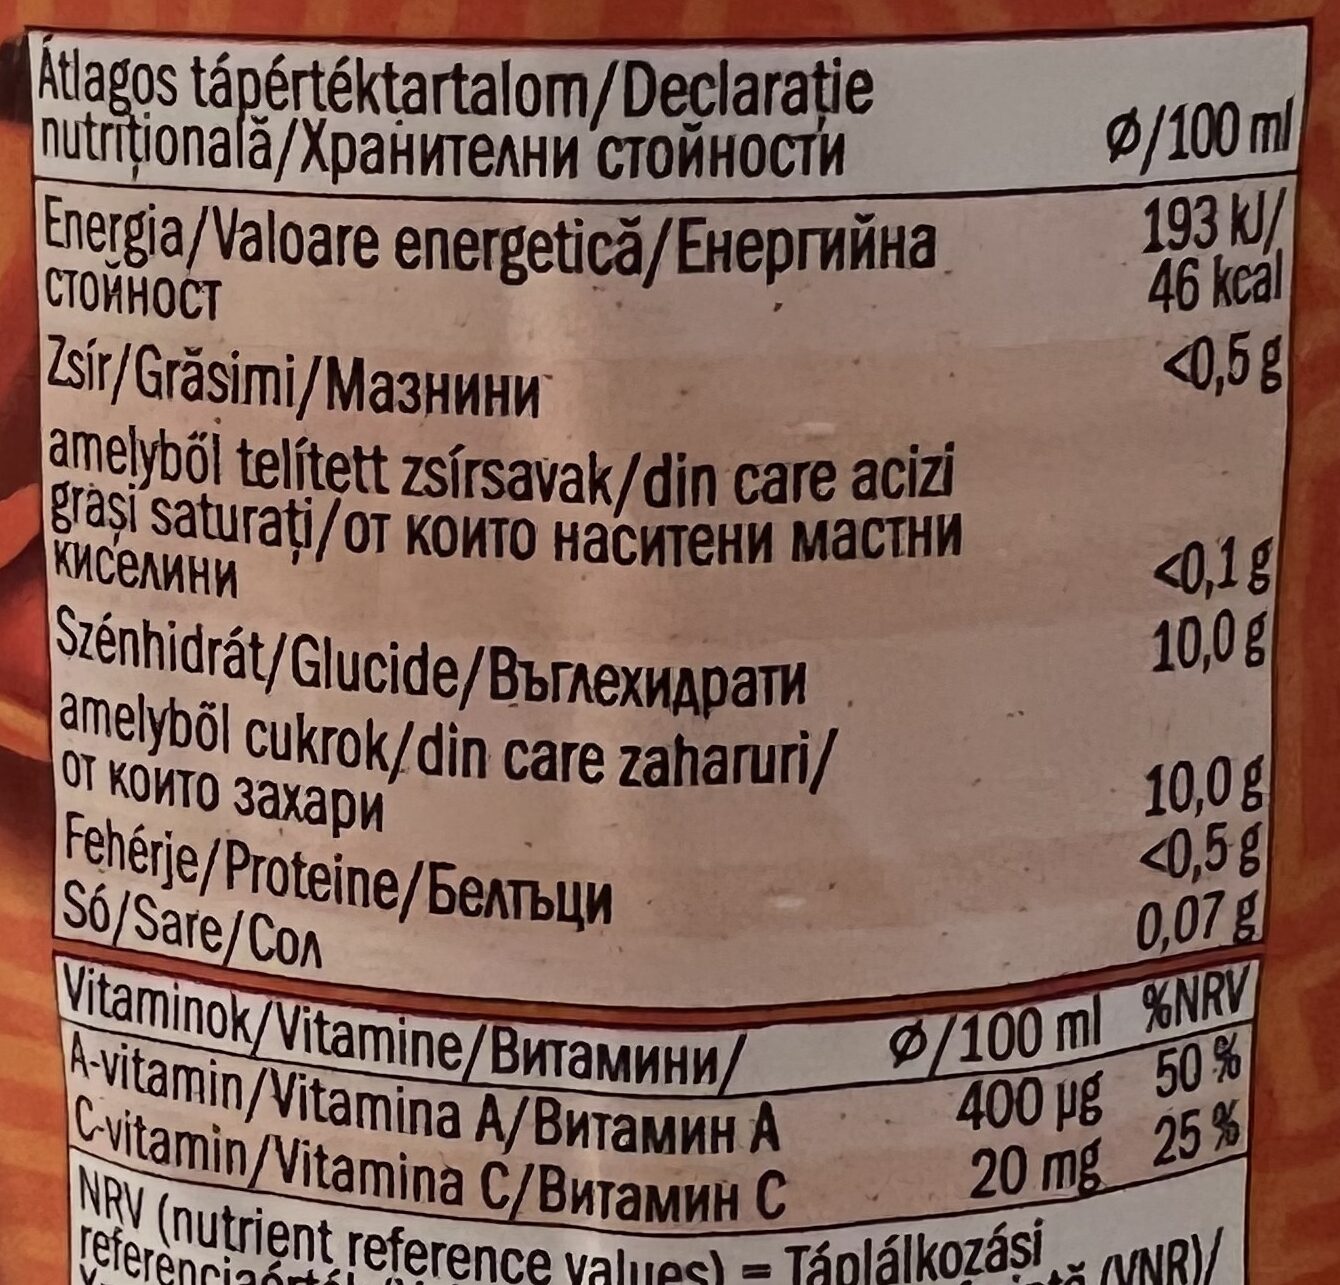 Átlagos tápértéktartalom/Declarație
nutrițională/Хранителни стойности Ø/100 ml
Energia/Valoare energetică/Енергийна 193 kJ/
стойност 46 kcal
Zsír/Grăsimi/Мазнини <0,5 g
amelyből telített zsírsavak/din care acizi
grași saturați/от които наситени мастни
киселини <0,1 g
Szénhidrát/Glucide/Въглехидрати 10,0 g
amelyből cukrok/din care zaharuri/
от които захари 10,0 g
Fehérje/Proteine/Белтъци <0,5 g
Só/Sare/Сол 0,07 g
Vitaminok/Vitamine/Витамини/ Ø/100 ml %NRV
A-vitamin/Vitamina A/Витамин A 400 µg 50 %
C-vitamin/Vitamina C/Витамин C 20 mg 25 %
NRV (nutrient reference values) = Táplálkozási
(VNR)/